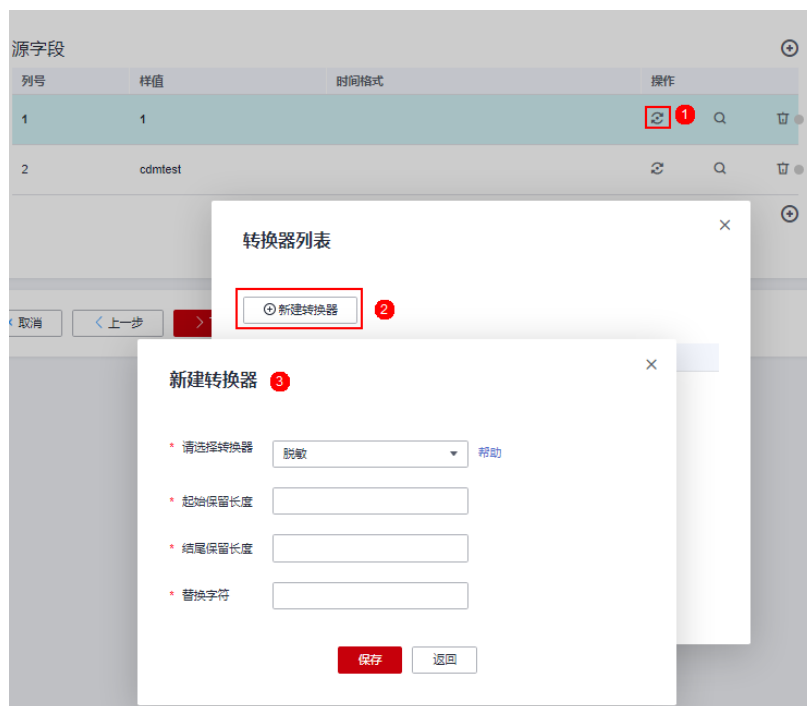 源字段
列号 样值 时间格式 操作
1 1 1
2 cdmtest
转换器列表
新建转换器 2
取消 上一步
新建转换器 3
* 请选择转换器 脱敏 帮助
* 起始保留长度
* 结尾保留长度
* 替换字符
保存 返回